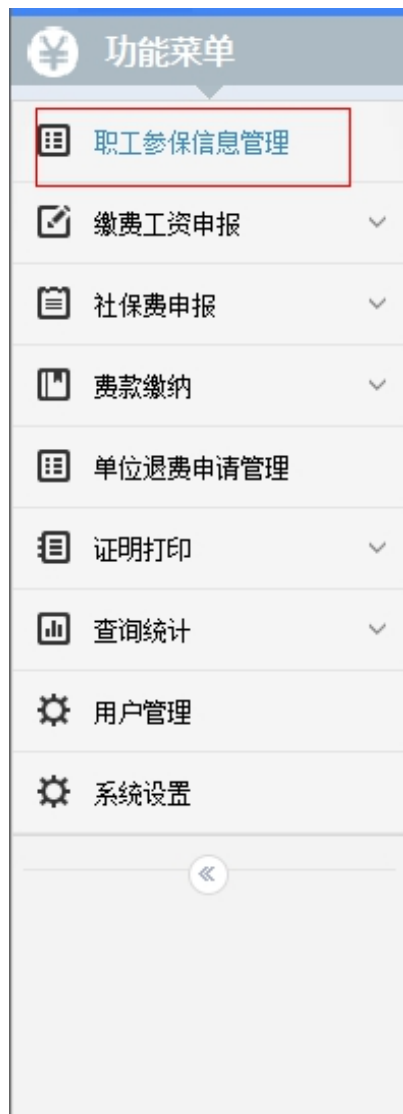 功能菜单
职工参保信息管理
缴费工资申报
社保费申报
费款缴纳
单位退费申请管理
证明打印
查询统计
用户管理
系统设置